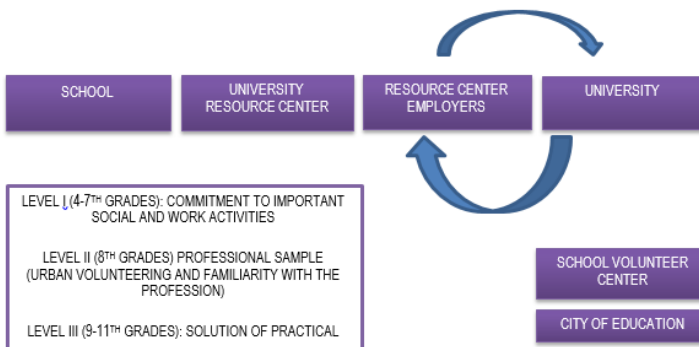 SCHOOL
UNIVERSITY
RESOURCE CENTER
RESOURCE CENTER
EMPLOYERS
UNIVERSITY
LEVEL I (4-7TH GRADES): COMMITMENT TO IMPORTANT
SOCIAL AND WORK ACTIVITIES
LEVEL II (8TH GRADES) PROFESSIONAL SAMPLE
(URBAN VOLUNTEERING AND FAMILIARITY WITH THE
PROFESSION)
LEVEL III (9-11TH GRADES): SOLUTION OF PRACTICAL
SCHOOL VOLUNTEER
CENTER
CITY OF EDUCATION